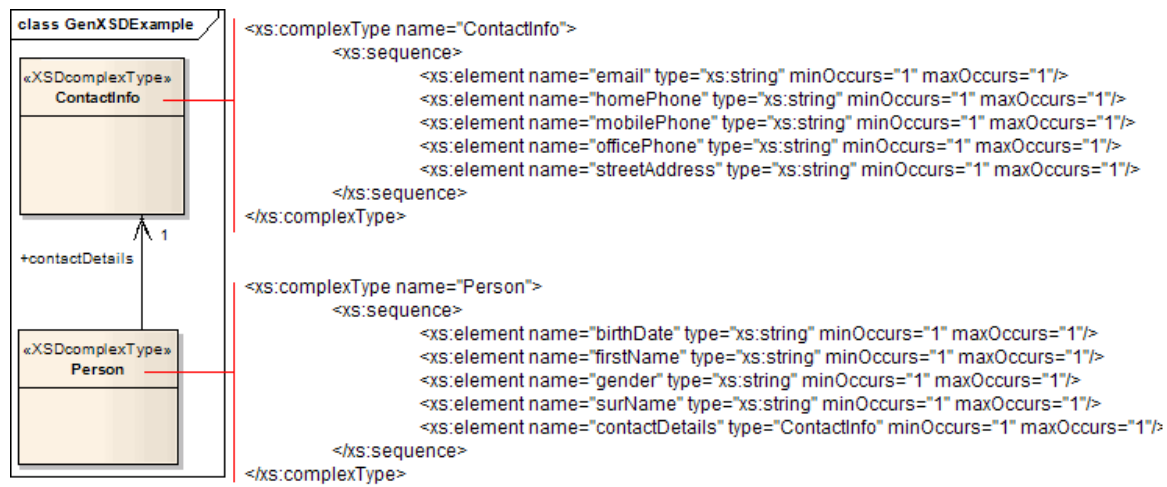 class GenXSDExample
«XSDcomplexType»
ContactInfo
1
+contactDetails
«XSDcomplexType»
Person
<xs:complexType name="ContactInfo">
<xs:sequence>
<xs:element name="email" type="xs:string" minOccurs="1" maxOccurs="1"/>
<xs:element name="homePhone" type="xs:string" minOccurs="1" maxOccurs="1"/>
<xs:element name="mobilePhone" type="xs:string" minOccurs="1" maxOccurs="1"/>
<xs:element name="officePhone" type="xs:string" minOccurs="1" maxOccurs="1"/>
<xs:element name="streetAddress" type="xs:string" minOccurs="1" maxOccurs="1"/>
</xs:sequence>
</xs:complexType>
<xs:complexType name="Person">
<xs:sequence>
<xs:element name="birthDate" type="xs:string" minOccurs="1" maxOccurs="1"/>
<xs:element name="firstName" type="xs:string" minOccurs="1" maxOccurs="1"/>
<xs:element name="gender" type="xs:string" minOccurs="1" maxOccurs="1"/>
<xs:element name="surName" type="xs:string" minOccurs="1" maxOccurs="1"/>
<xs:element name="contactDetails" type="ContactInfo" minOccurs="1" maxOccurs="1"/>
</xs:sequence>
</xs:complexType>